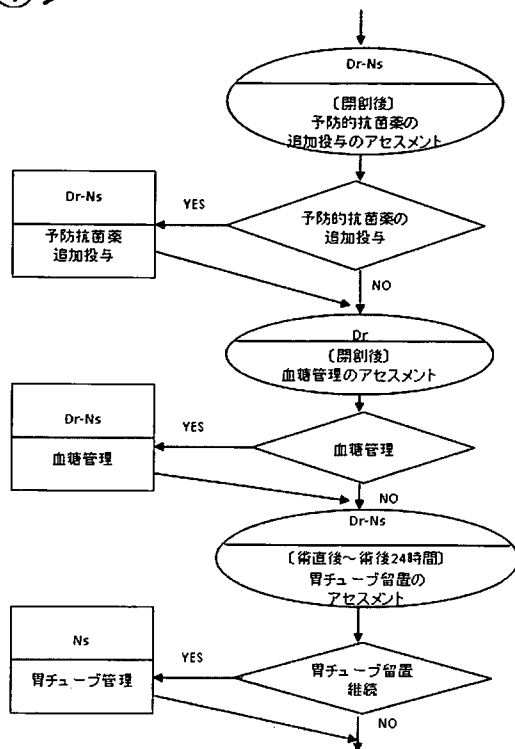 Dr-Ns
〔開創後〕
予防的抗菌薬の
追加投与のアセスメント
Dr-Ns
YES
予防抗菌薬
追加投与
予防的抗菌薬の
追加投与
NO
Dr
〔開創後〕
血糖管理のアセスメント
Dr-Ns
YES
血糖管理
血糖管理
NO
Dr-Ns
〔術直後～術後24時間〕
胃チューブ留置の
アセスメント
Ns
YES
胃チューブ管理
胃チューブ留置
継続
NO